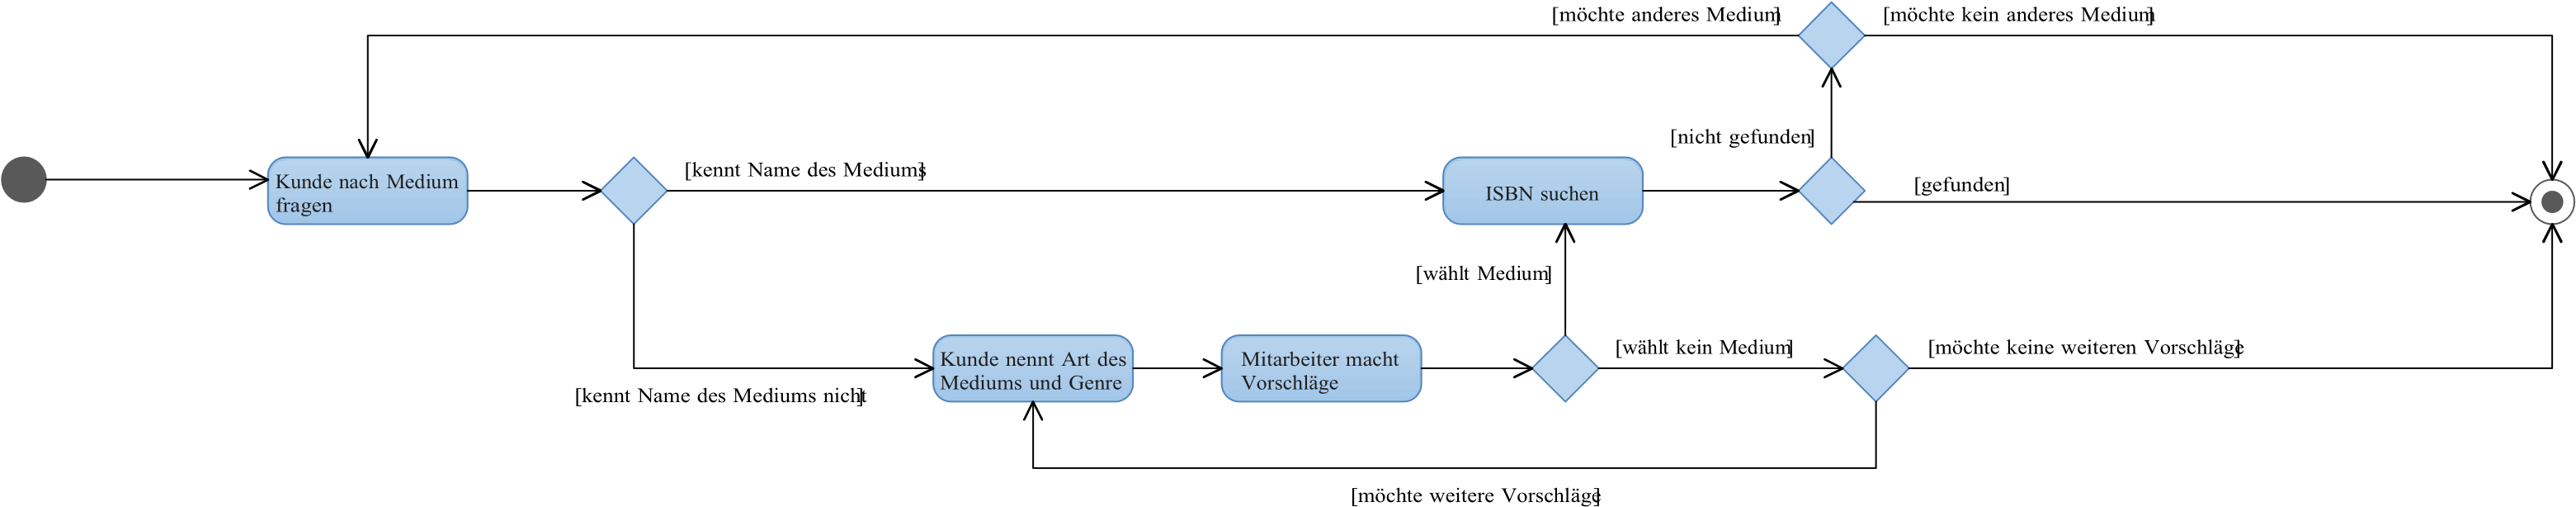 [möchte anderes Medium]
[möchte kein anderes Medium]
[nicht gefunden]
[kennt Name des Mediums]
Kunde nach Medium
fragen
ISBN suchen
[gefunden]
[wählt Medium]
[wählt kein Medium]
[möchte keine weiteren Vorschläge]
Kunde nennt Art des
Mediums und Genre
Mitarbeiter macht
Vorschläge
[kennt Name des Mediums nicht]
[möchte weitere Vorschläge]